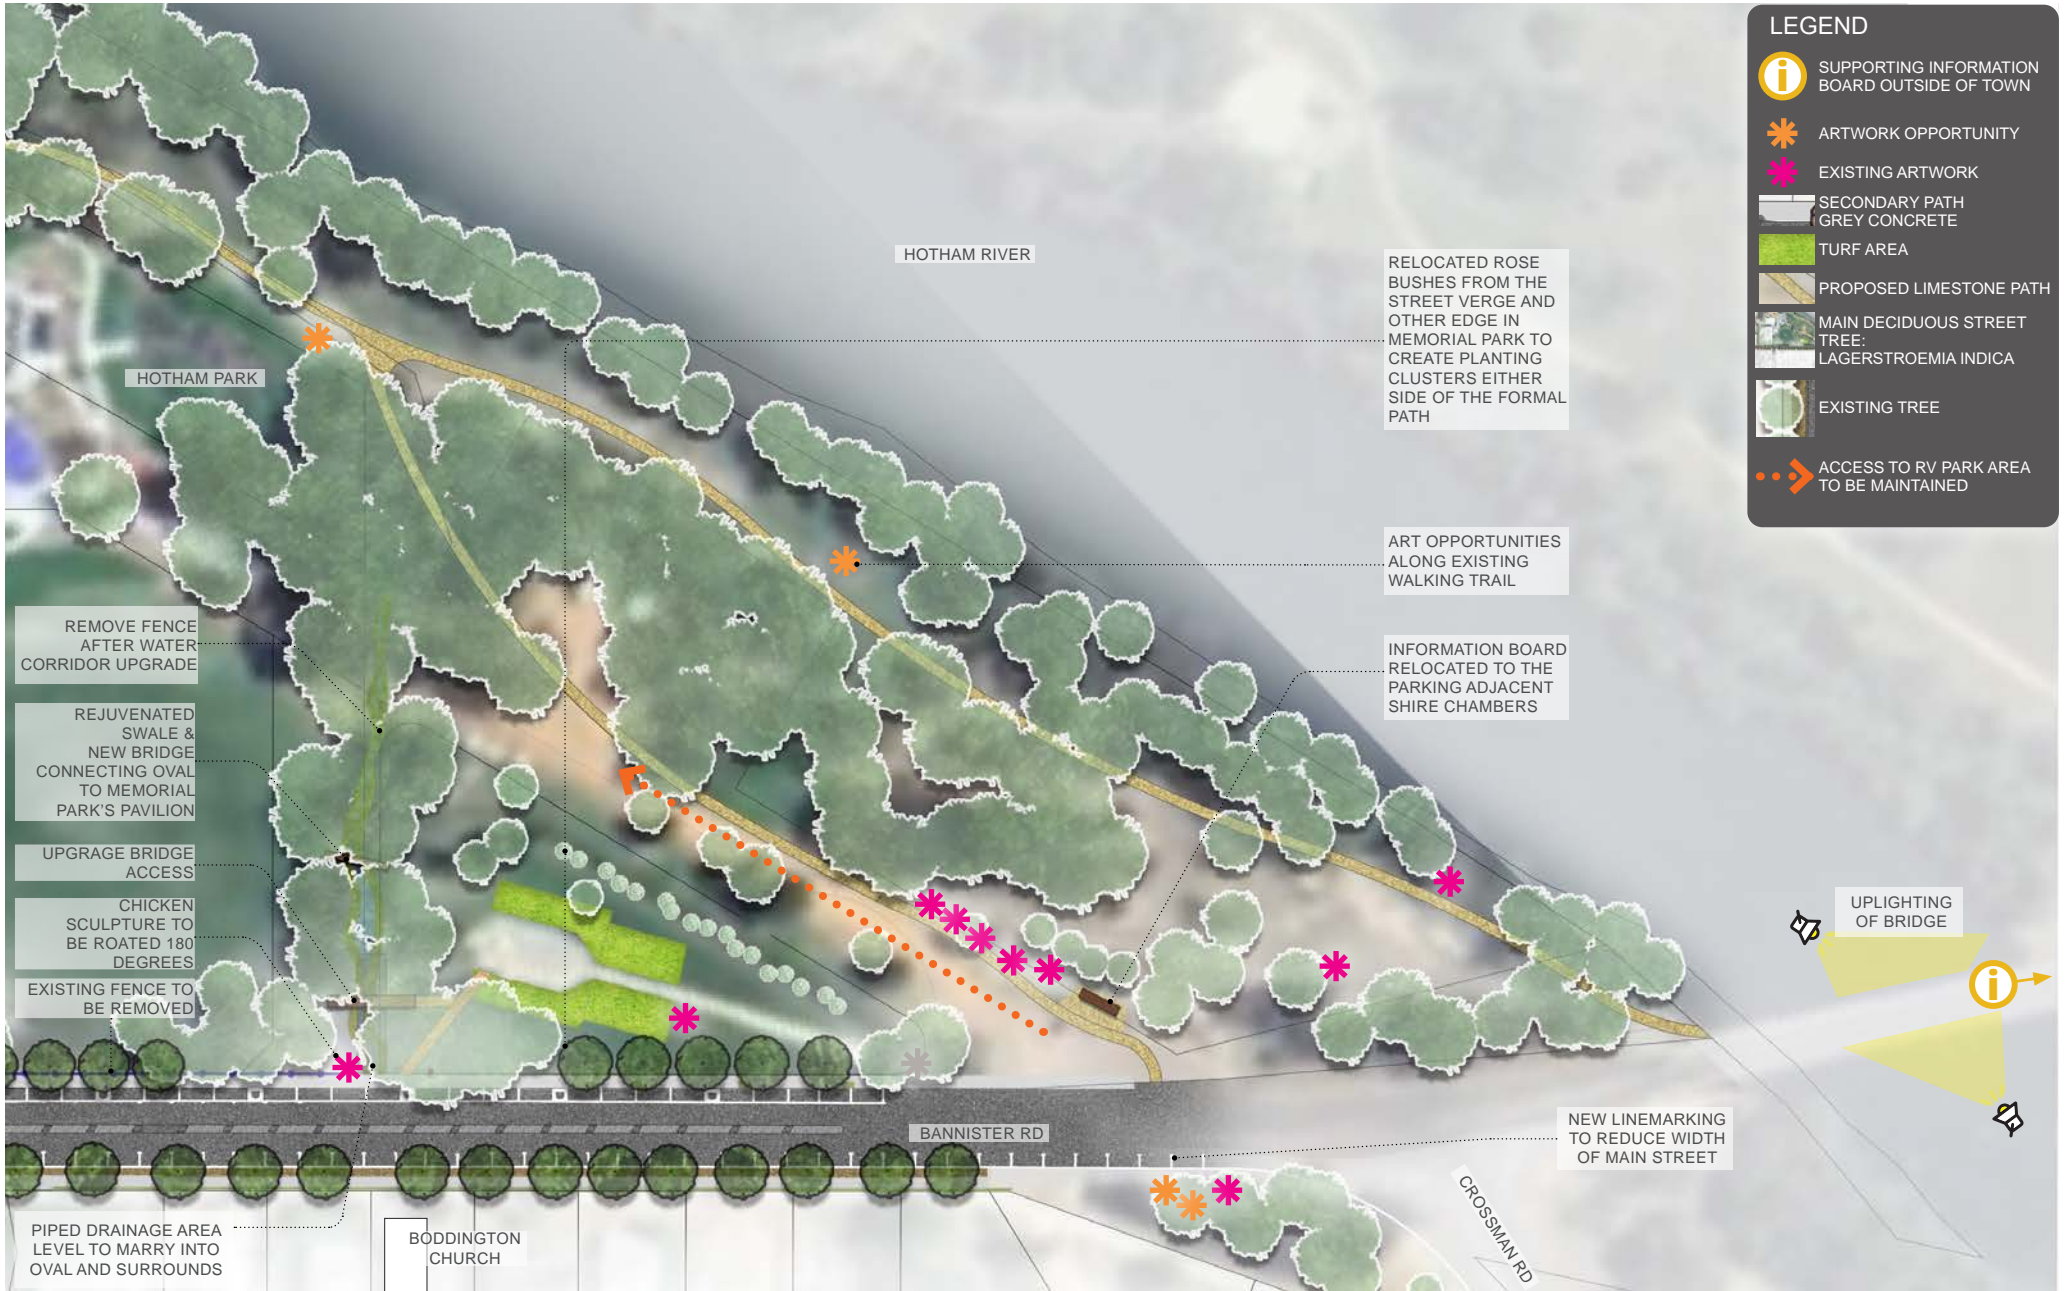 LEGEND
SUPPORTING INFORMATION
BOARD OUTSIDE OF TOWN
ARTWORK OPPORTUNITY
EXISTING ARTWORK
SECONDARY PATH
GREY CONCRETE
TURF AREA
PROPOSED LIMESTONE PATH
MAIN DECIDUOUS STREET
TREE:
LAGERSTROEMIA INDICA
EXISTING TREE
ACCESS TO RV PARK AREA
TO BE MAINTAINED
HOTHAM RIVER
RELOCATED ROSE
BUSHES FROM THE
STREET VERGE AND
OTHER EDGE IN
MEMORIAL PARK TO
CREATE PLANTING
CLUSTERS EITHER
SIDE OF THE FORMAL
PATH
HOTHAM PARK
ART OPPORTUNITIES
ALONG EXISTING
WALKING TRAIL
INFORMATION BOARD
RELOCATED TO THE
PARKING ADJACENT
SHIRE CHAMBERS
REMOVE FENCE
AFTER WATER
CORRIDOR UPGRADE
REJUVENATED
SWALE &
NEW BRIDGE
CONNECTING OVAL
TO MEMORIAL
PARK'S PAVILION
UPGRAGE BRIDGE
ACCESS
CHICKEN
SCULPTURE TO
BE ROATED 180
DEGREES
EXISTING FENCE TO
BE REMOVED
UPLIGHTING
OF BRIDGE
BANNISTER RD
NEW LINEMARKING
TO REDUCE WIDTH
OF MAIN STREET
CROSSMAN RD
PIPED DRAINAGE AREA
LEVEL TO MARRY INTO
OVAL AND SURROUNDS
BODDINGTON
CHURCH